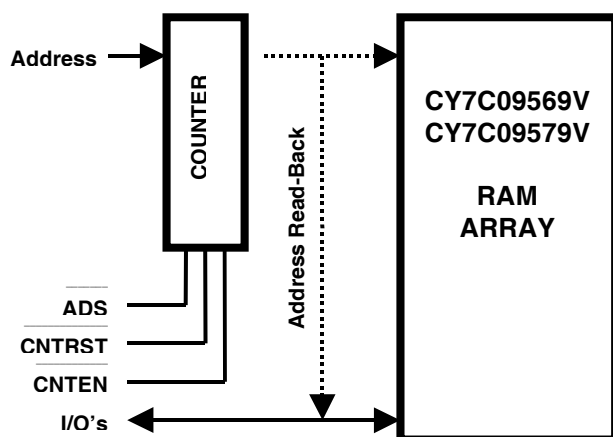 Address
COUNTER
CY7C09569V
CY7C09579V
RAM
ARRAY
Address Read-Back
ADS
CNTRST
CNTEN
I/O's